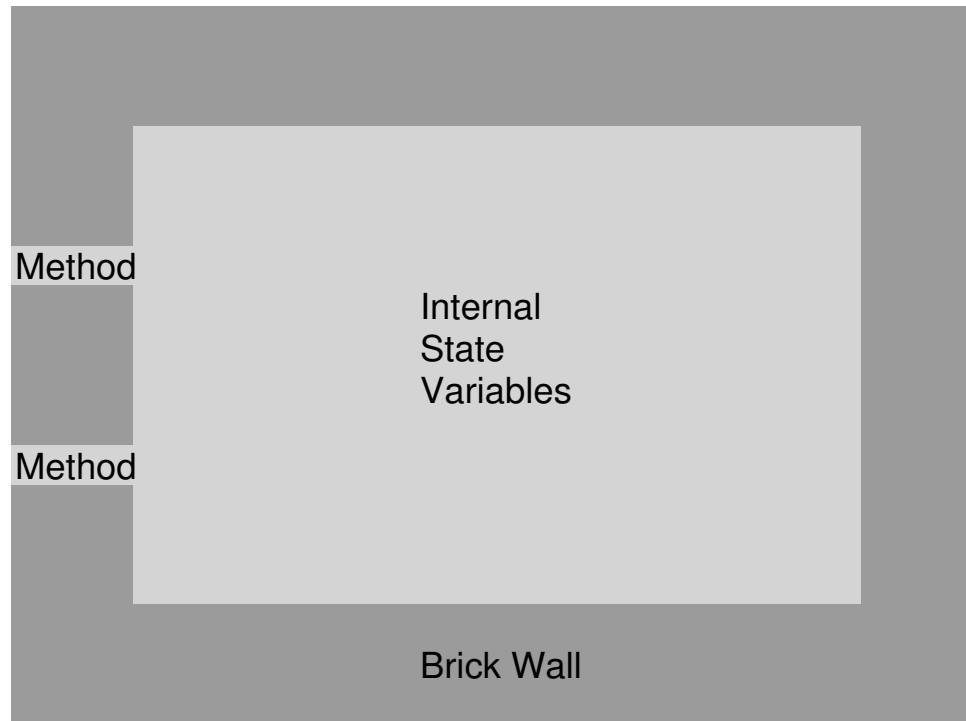 Method
Internal
State
Variables
Method
Brick Wall